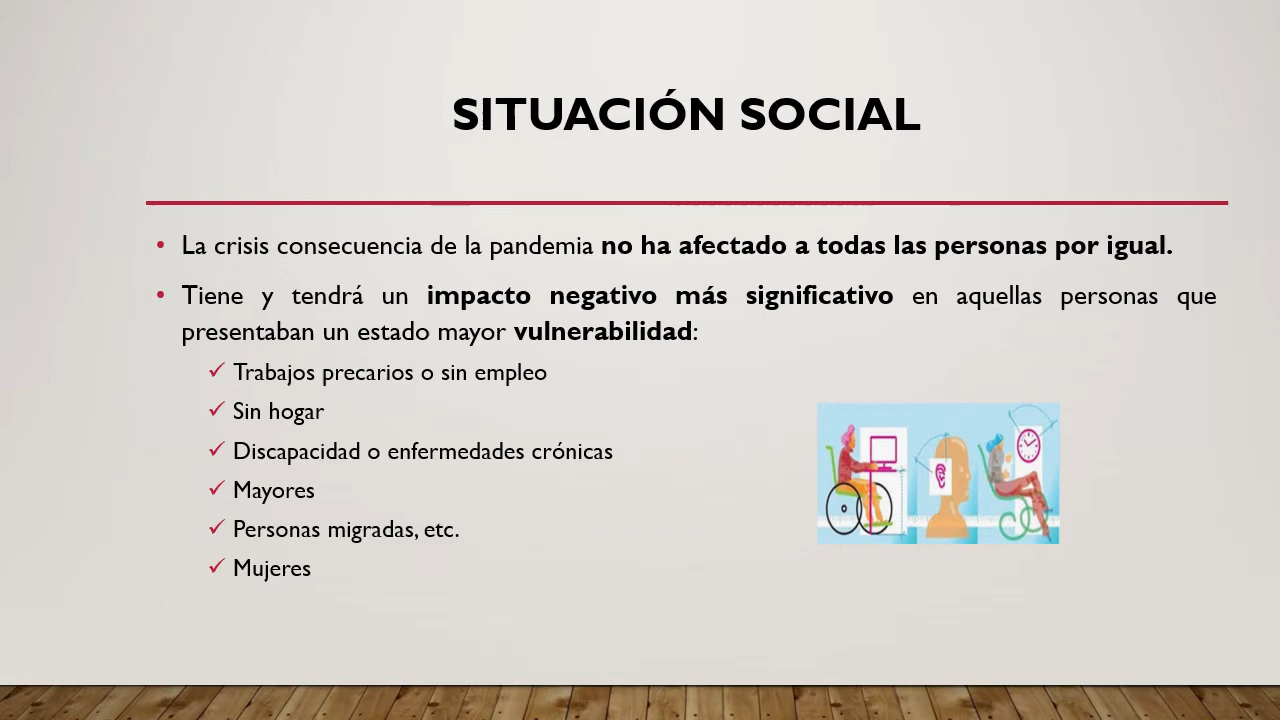 SITUACIÓN SOCIAL
• La crisis consecuencia de la pandemia no ha afectado a todas las personas por igual.
• Tiene y tendrá un impacto negativo más significativo en aquellas personas que
presentaban un estado mayor vulnerabilidad:
✓ Trabajos precarios o sin empleo
✓ Sin hogar
✓ Discapacidad o enfermedades crónicas
✓ Mayores
✓ Personas migradas, etc.
✓ Mujeres